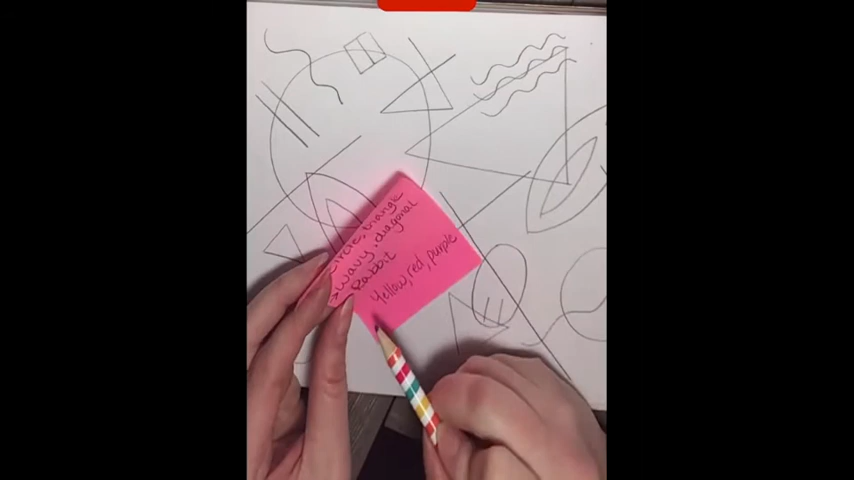 Circle, triangle
>Wavy, diagonal
Rabbit
Yellow, red, purple